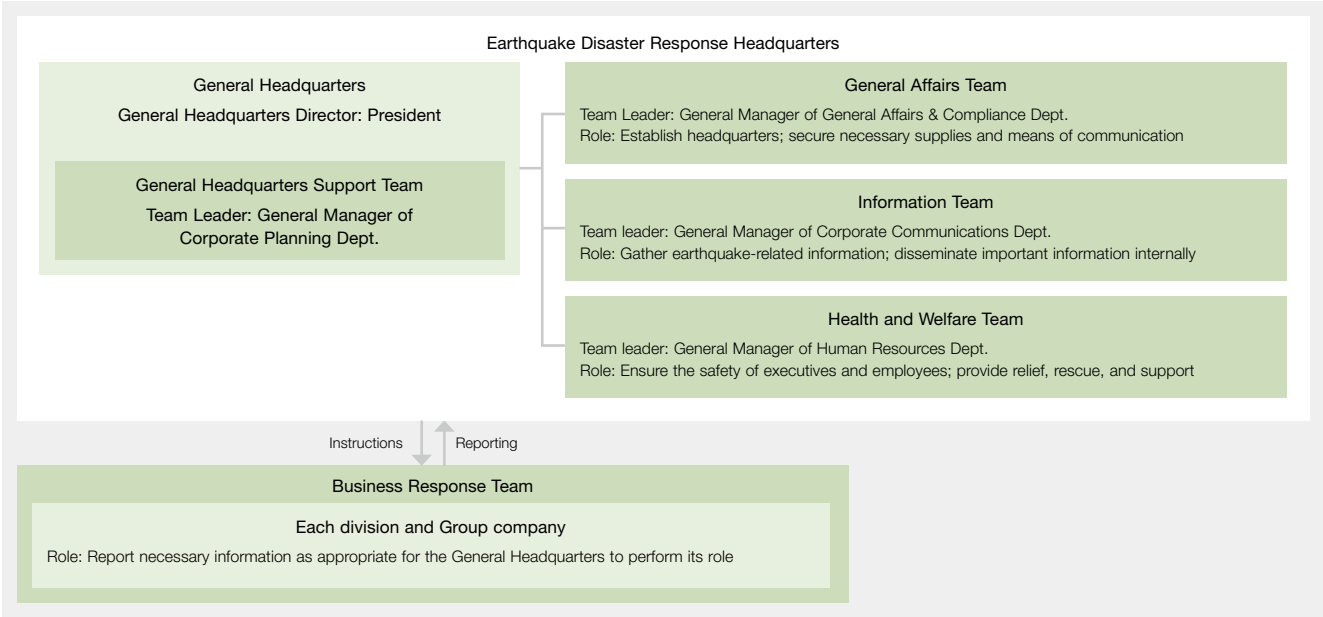 Earthquake Disaster Response Headquarters
General Headquarters
General Headquarters Director: President
General Headquarters Support Team
Team Leader: General Manager of
Corporate Planning Dept.
General Affairs Team
Team Leader: General Manager of General Affairs & Compliance Dept.
Role: Establish headquarters; secure necessary supplies and means of communication
Information Team
Team leader: General Manager of Corporate Communications Dept.
Role: Gather earthquake-related information; disseminate important information internally
Health and Welfare Team
Team leader: General Manager of Human Resources Dept.
Role: Ensure the safety of executives and employees; provide relief, rescue, and support
Instructions
Reporting
Business Response Team
Each division and Group company
Role: Report necessary information as appropriate for the General Headquarters to perform its role